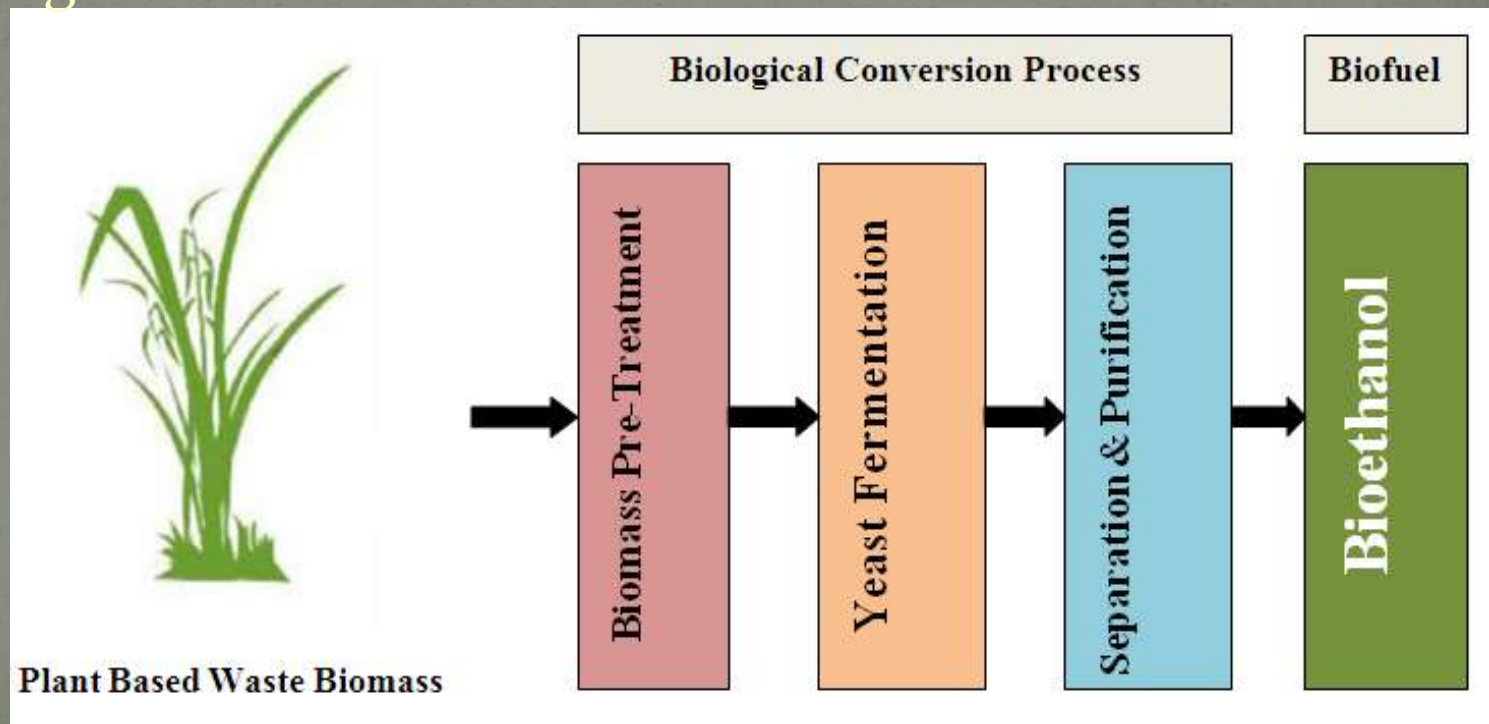 Biological Conversion Process
Biofuel
Biomass Pre-Treatment
Yeast Fermentation
Separation & Purification
Bioethanol
Plant Based Waste Biomass